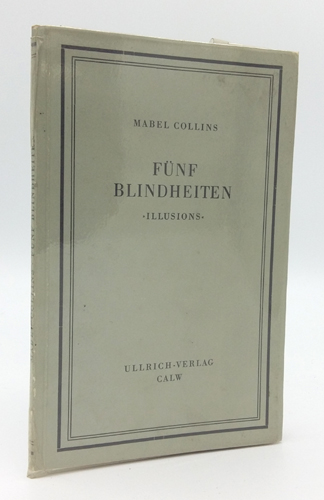 MABEL COLLINS
FÜNF
BLINDHEITEN
»ILLUSIONS«
ULLRICH-VERLAG
CALW